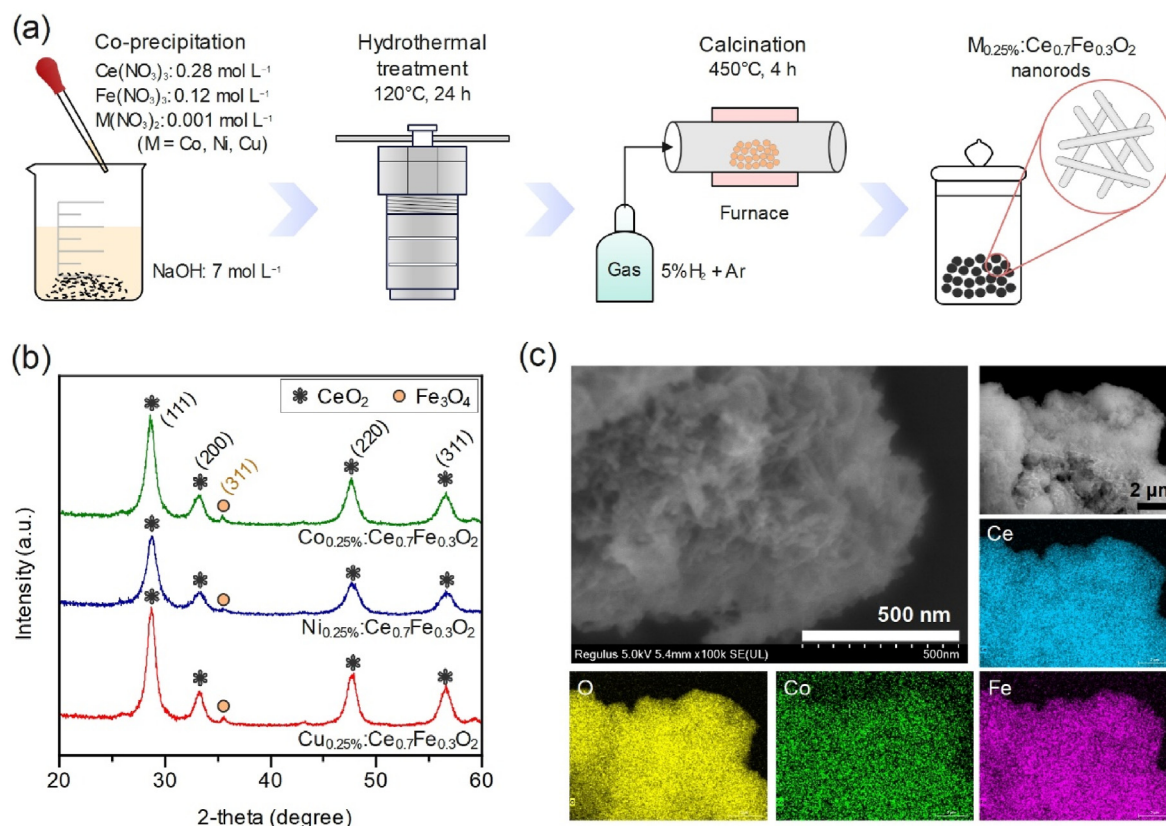 (a)
Co-precipitation
Ce(NO₃)₃: 0.28 mol L⁻¹
Fe(NO₃)₃: 0.12 mol L⁻¹
M(NO₃)₂: 0.001 mol L⁻¹
(M = Co, Ni, Cu)
NaOH: 7 mol L⁻¹
Hydrothermal
treatment
120°C, 24 h
Calcination
450°C, 4 h
Furnace
Gas
5%H₂ + Ar
M₀.₂₅%:Ce₀.₇Fe₀.₃O₂
nanorods
(b)
CeO₂
Fe₃O₄
(111)
(200)
(311)
(220)
(311)
Co₀.₂₅%:Ce₀.₇Fe₀.₃O₂
Ni₀.₂₅%:Ce₀.₇Fe₀.₃O₂
Cu₀.₂₅%:Ce₀.₇Fe₀.₃O₂
Intensity (a.u.)
20 30 40 50 60
2-theta (degree)
(c)
500 nm
Regulus 5.0kV 5.4mm x100k SE(UL)
500nm
2 µm
Ce
O
Co
Fe